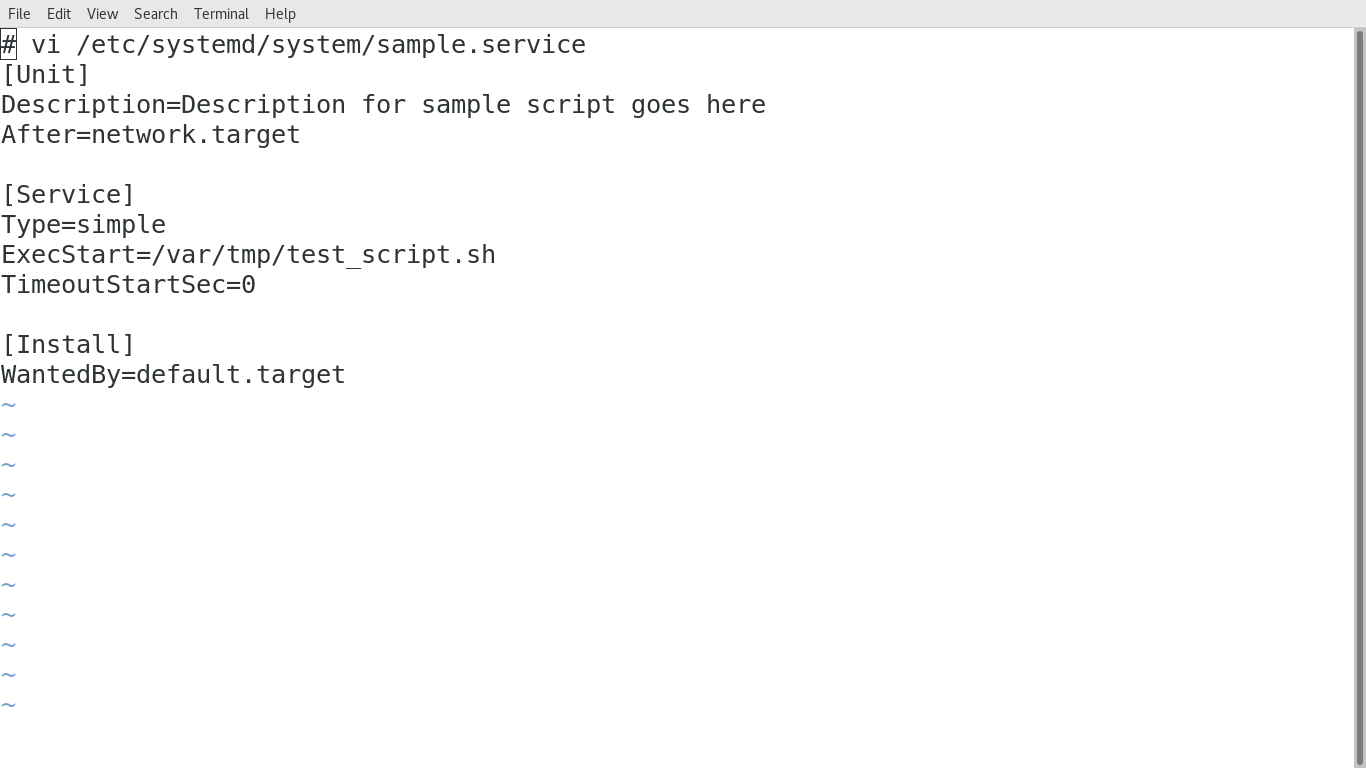 File Edit View Search Terminal Help
# vi /etc/systemd/system/sample.service
[Unit]
Description=Description for sample script goes here
After=network.target
[Service]
Type=simple
ExecStart=/var/tmp/test_script.sh
TimeoutStartSec=0
[Install]
WantedBy=default.target
~
~
~
~
~
~
~
~
~
~
~